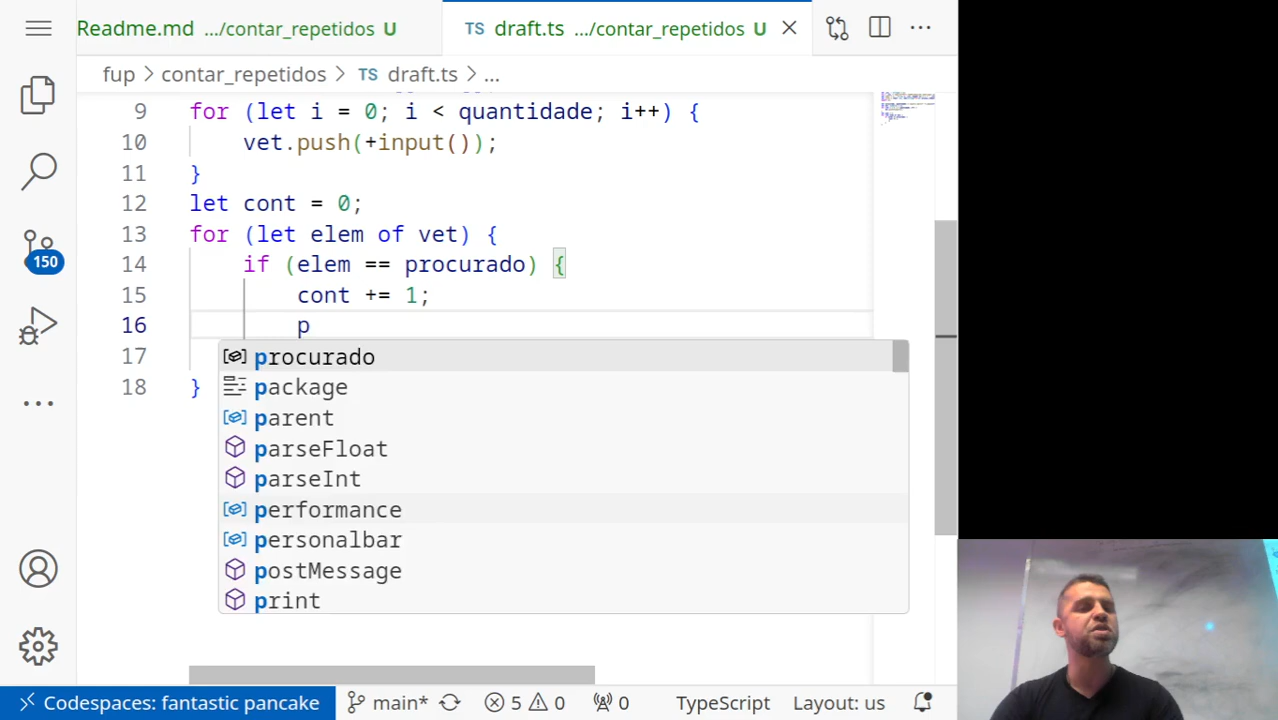 Readme.md .../contar_repetidos U
TS draft.ts .../contar_repetidos U
fup > contar_repetidos > TS draft.ts > ...
9 for (let i = 0; i < quantidade; i++) {
10 vet.push(+input());
11 }
12 let cont = 0;
13 for (let elem of vet) {
14 if (elem == procurado) {
15 cont += 1;
16 p
17
18 }
procurado
package
parent
parseFloat
parseInt
performance
personalbar
postMessage
print
150
Codespaces: fantastic pancake main* 5 0 0 TypeScript Layout: us